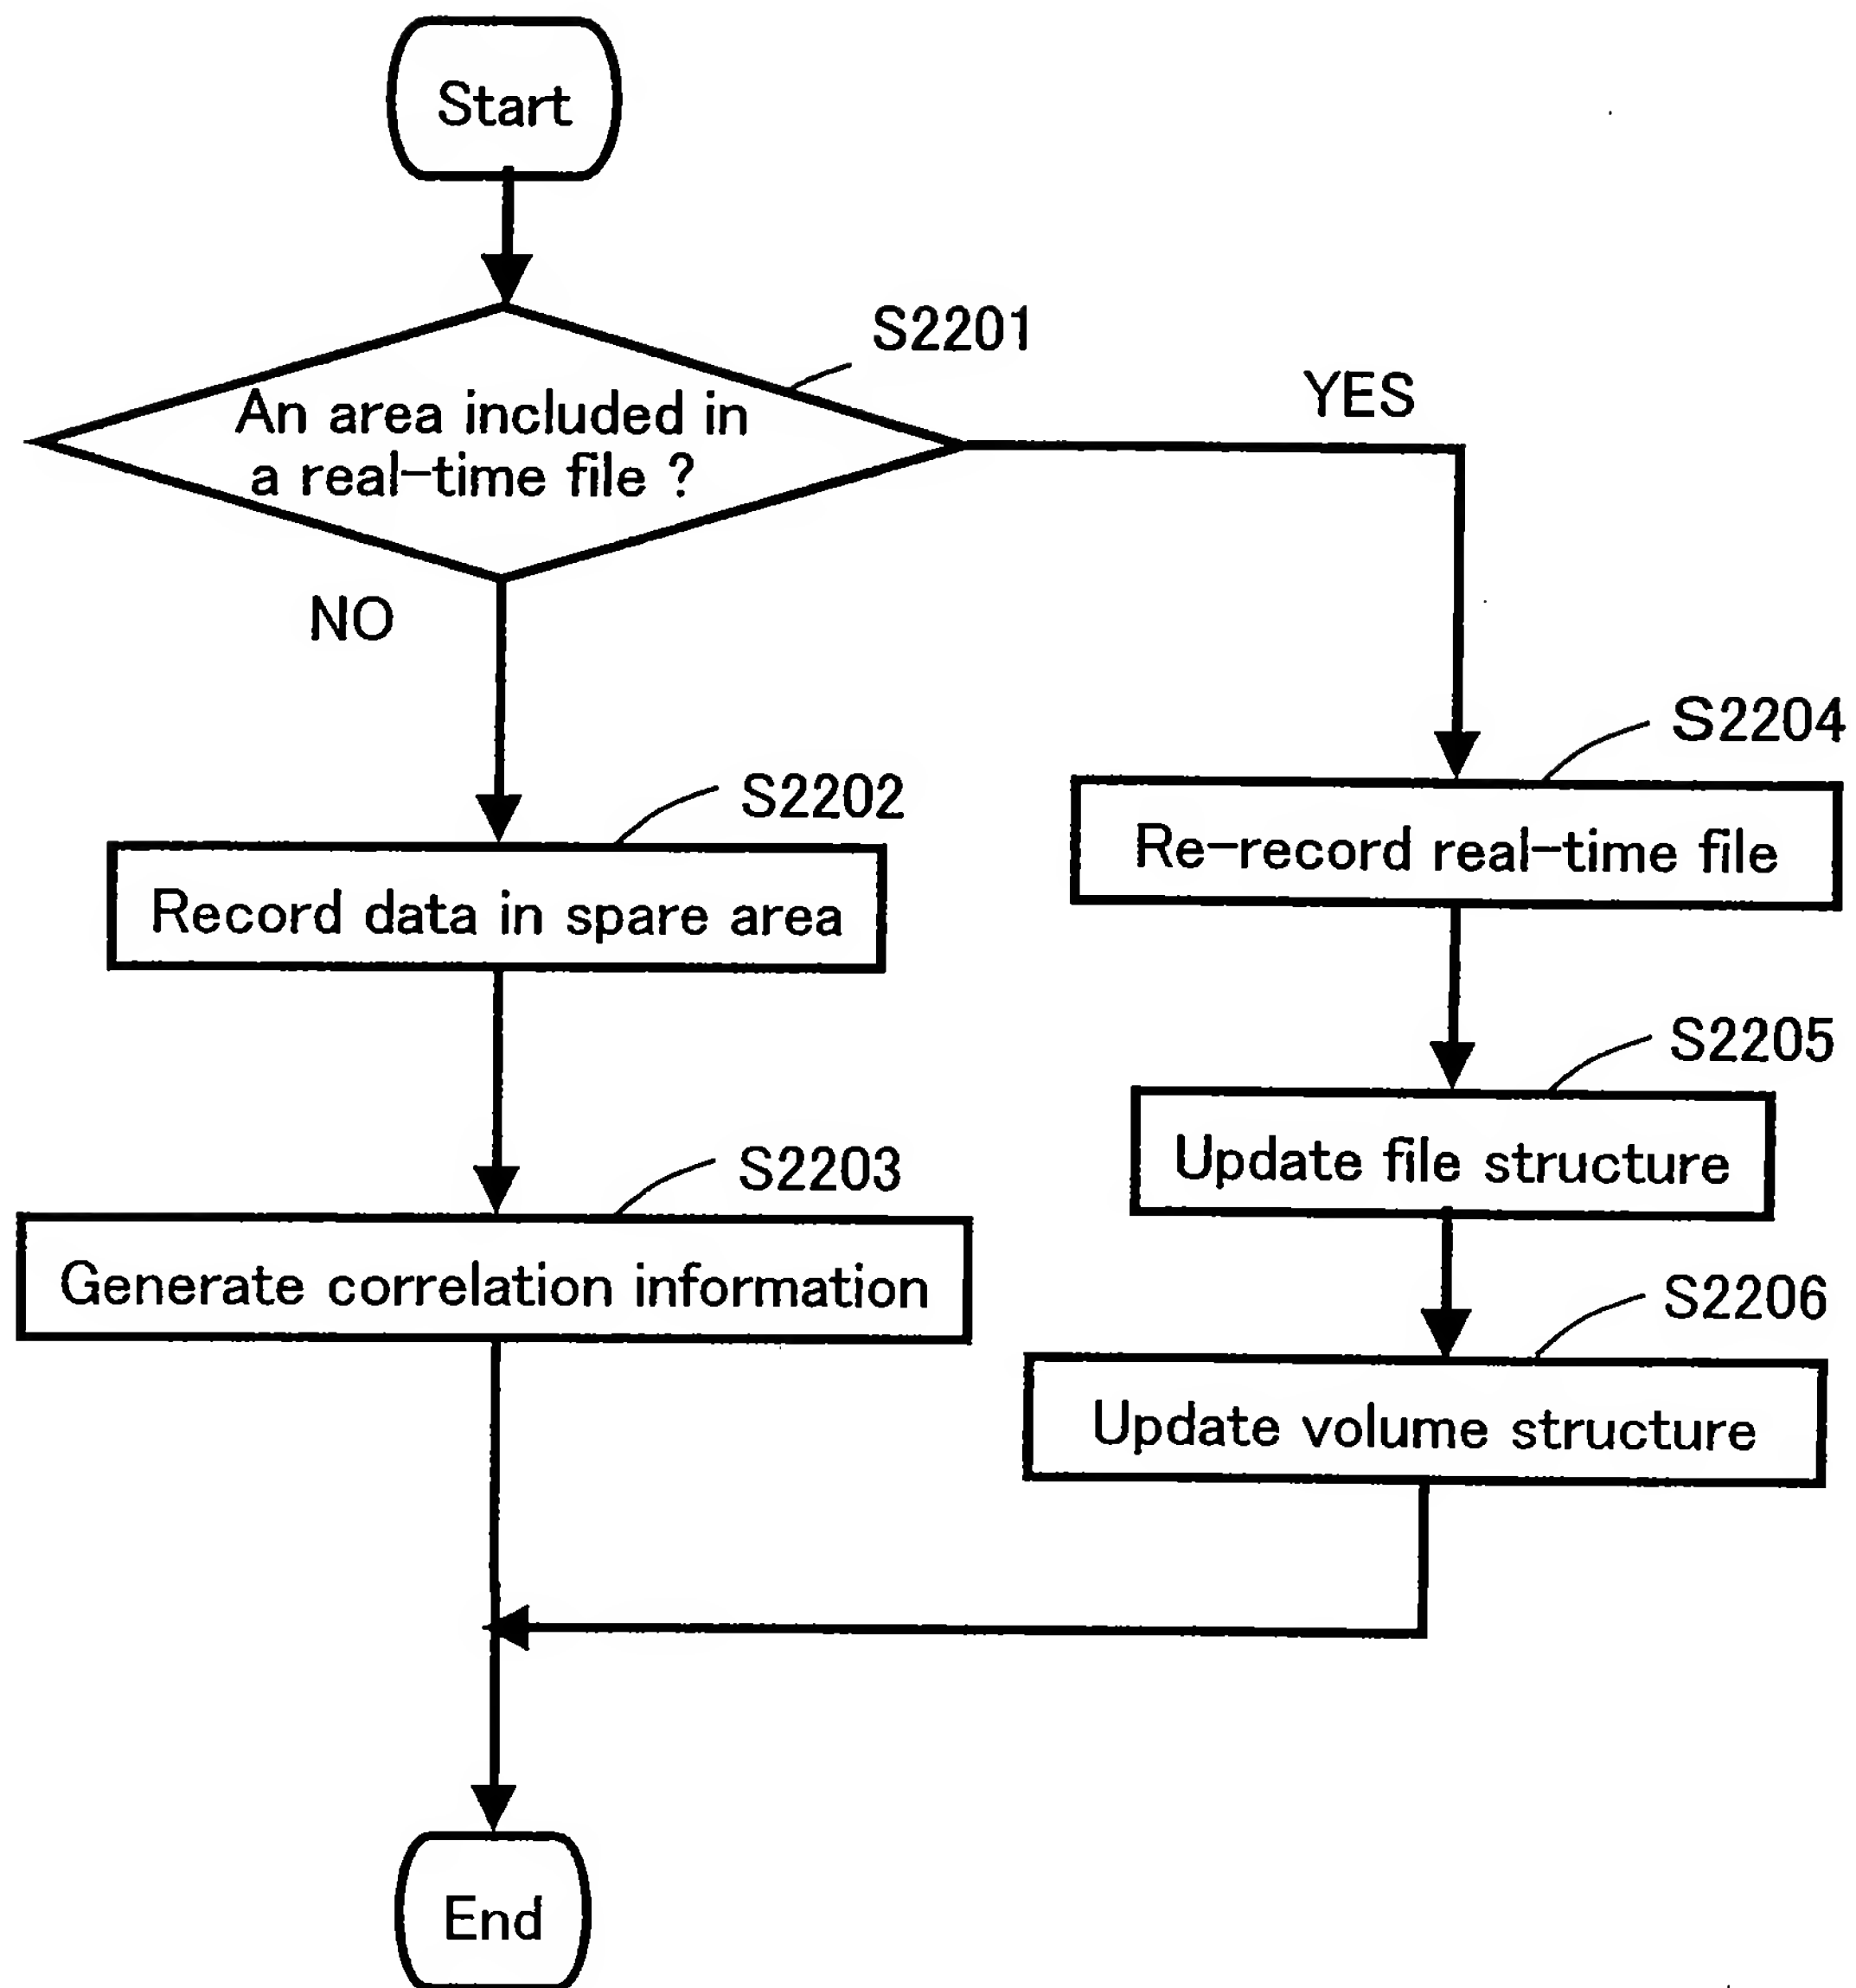 Start
S2201
An area included in
a real-time file ?
YES
NO
S2204
Re-record real-time file
S2202
Record data in spare area
S2205
Update file structure
S2203
Generate correlation information
S2206
Update volume structure
End